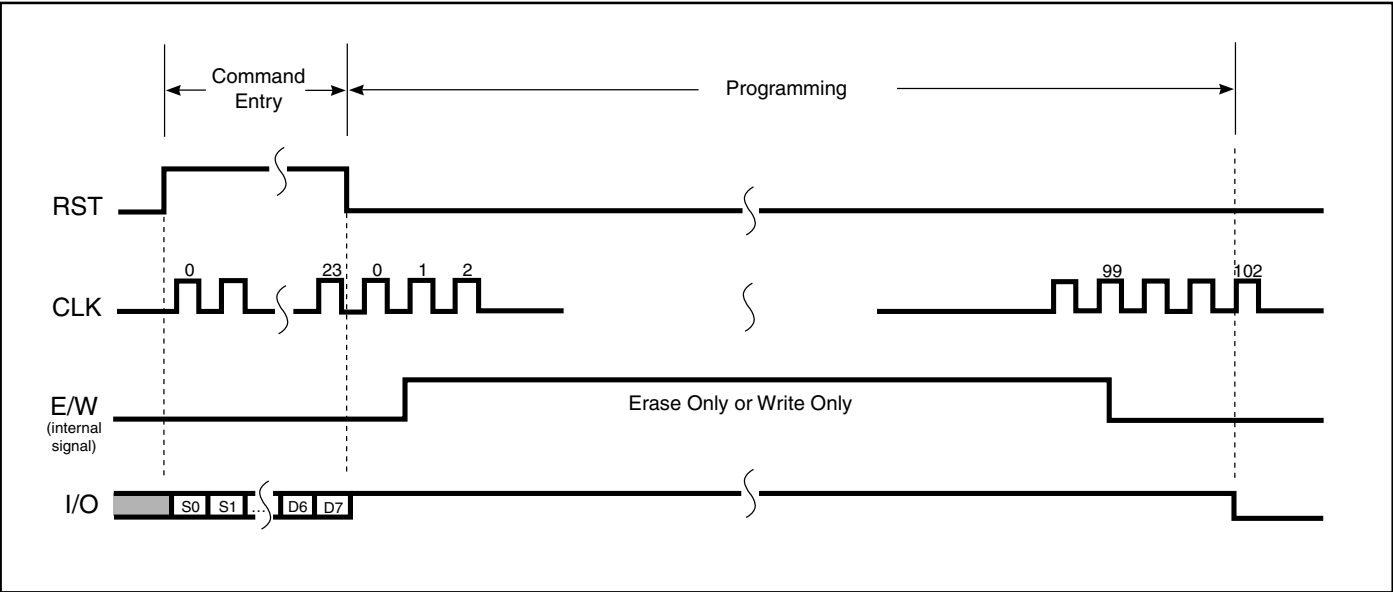 Command
Entry
Programming
RST
CLK
0
23
0
1
2
99
102
E/W
(internal
signal)
Erase Only or Write Only
I/O
S0
S1
...
D6
D7